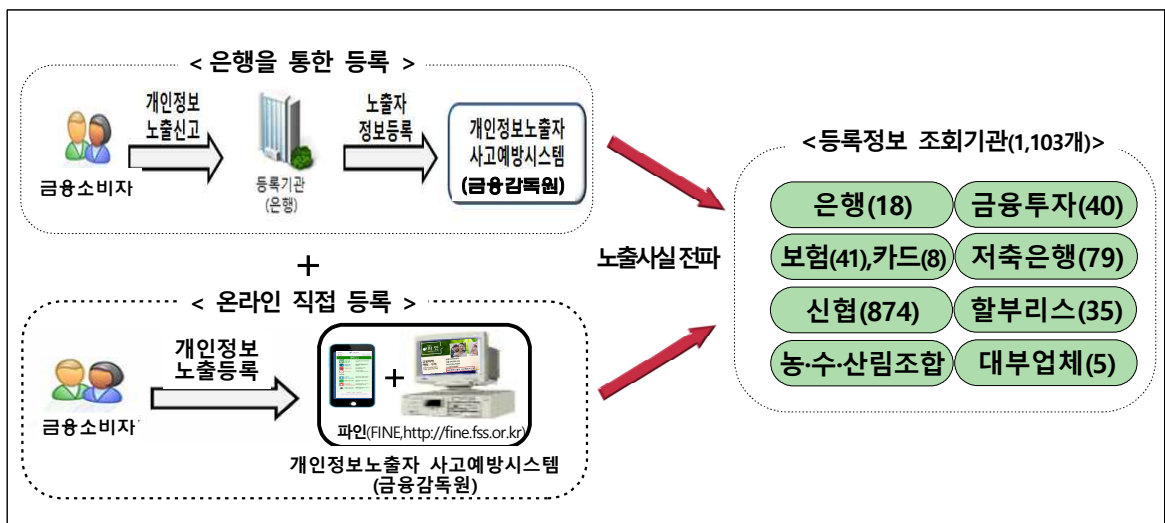 < 은행을 통한 등록 >
개인정보
노출신고
노출자
정보등록
개인정보노출자
사고예방시스템
(금융감독원)
금융소비자
등록기관
(은행)
+
< 온라인 직접 등록 >
개인정보
노출등록
+
금융소비자
파인(FINE,http://fine.fss.or.kr)
개인정보노출자 사고예방시스템
(금융감독원)
노출사실 전파
<등록정보 조회기관(1,103개)>
은행(18) 금융투자(40)
보험(41),카드(8) 저축은행(79)
신협(874) 할부리스(35)
농·수·산림조합 대부업체(5)